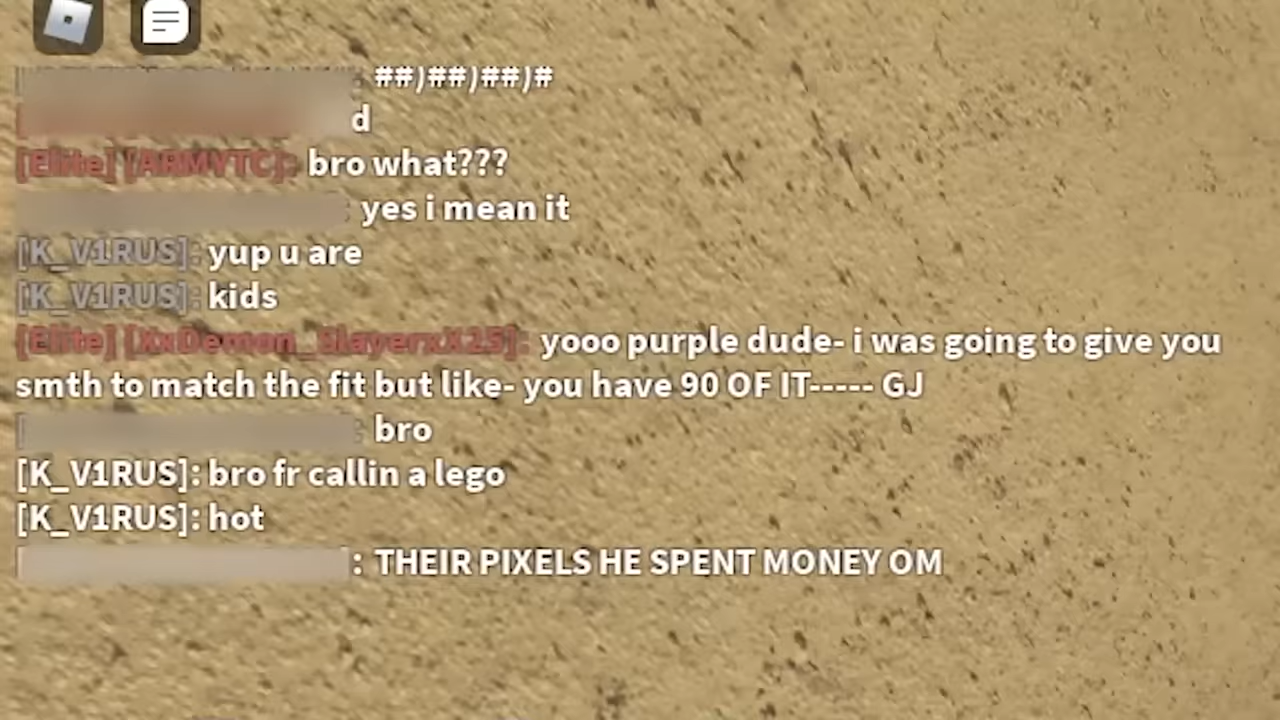 : ##)##)##)#
d
[Elite] [ARMYTC]: bro what???
: yes i mean it
[K_V1RUS]: yup u are
[K_V1RUS]: kids
[Elite] [XxDemon_SlayerxX25]: yooo purple dude- i was going to give you
smth to match the fit but like- you have 90 OF IT----- GJ
: bro
[K_V1RUS]: bro fr callin a lego
[K_V1RUS]: hot
: THEIR PIXELS HE SPENT MONEY OM